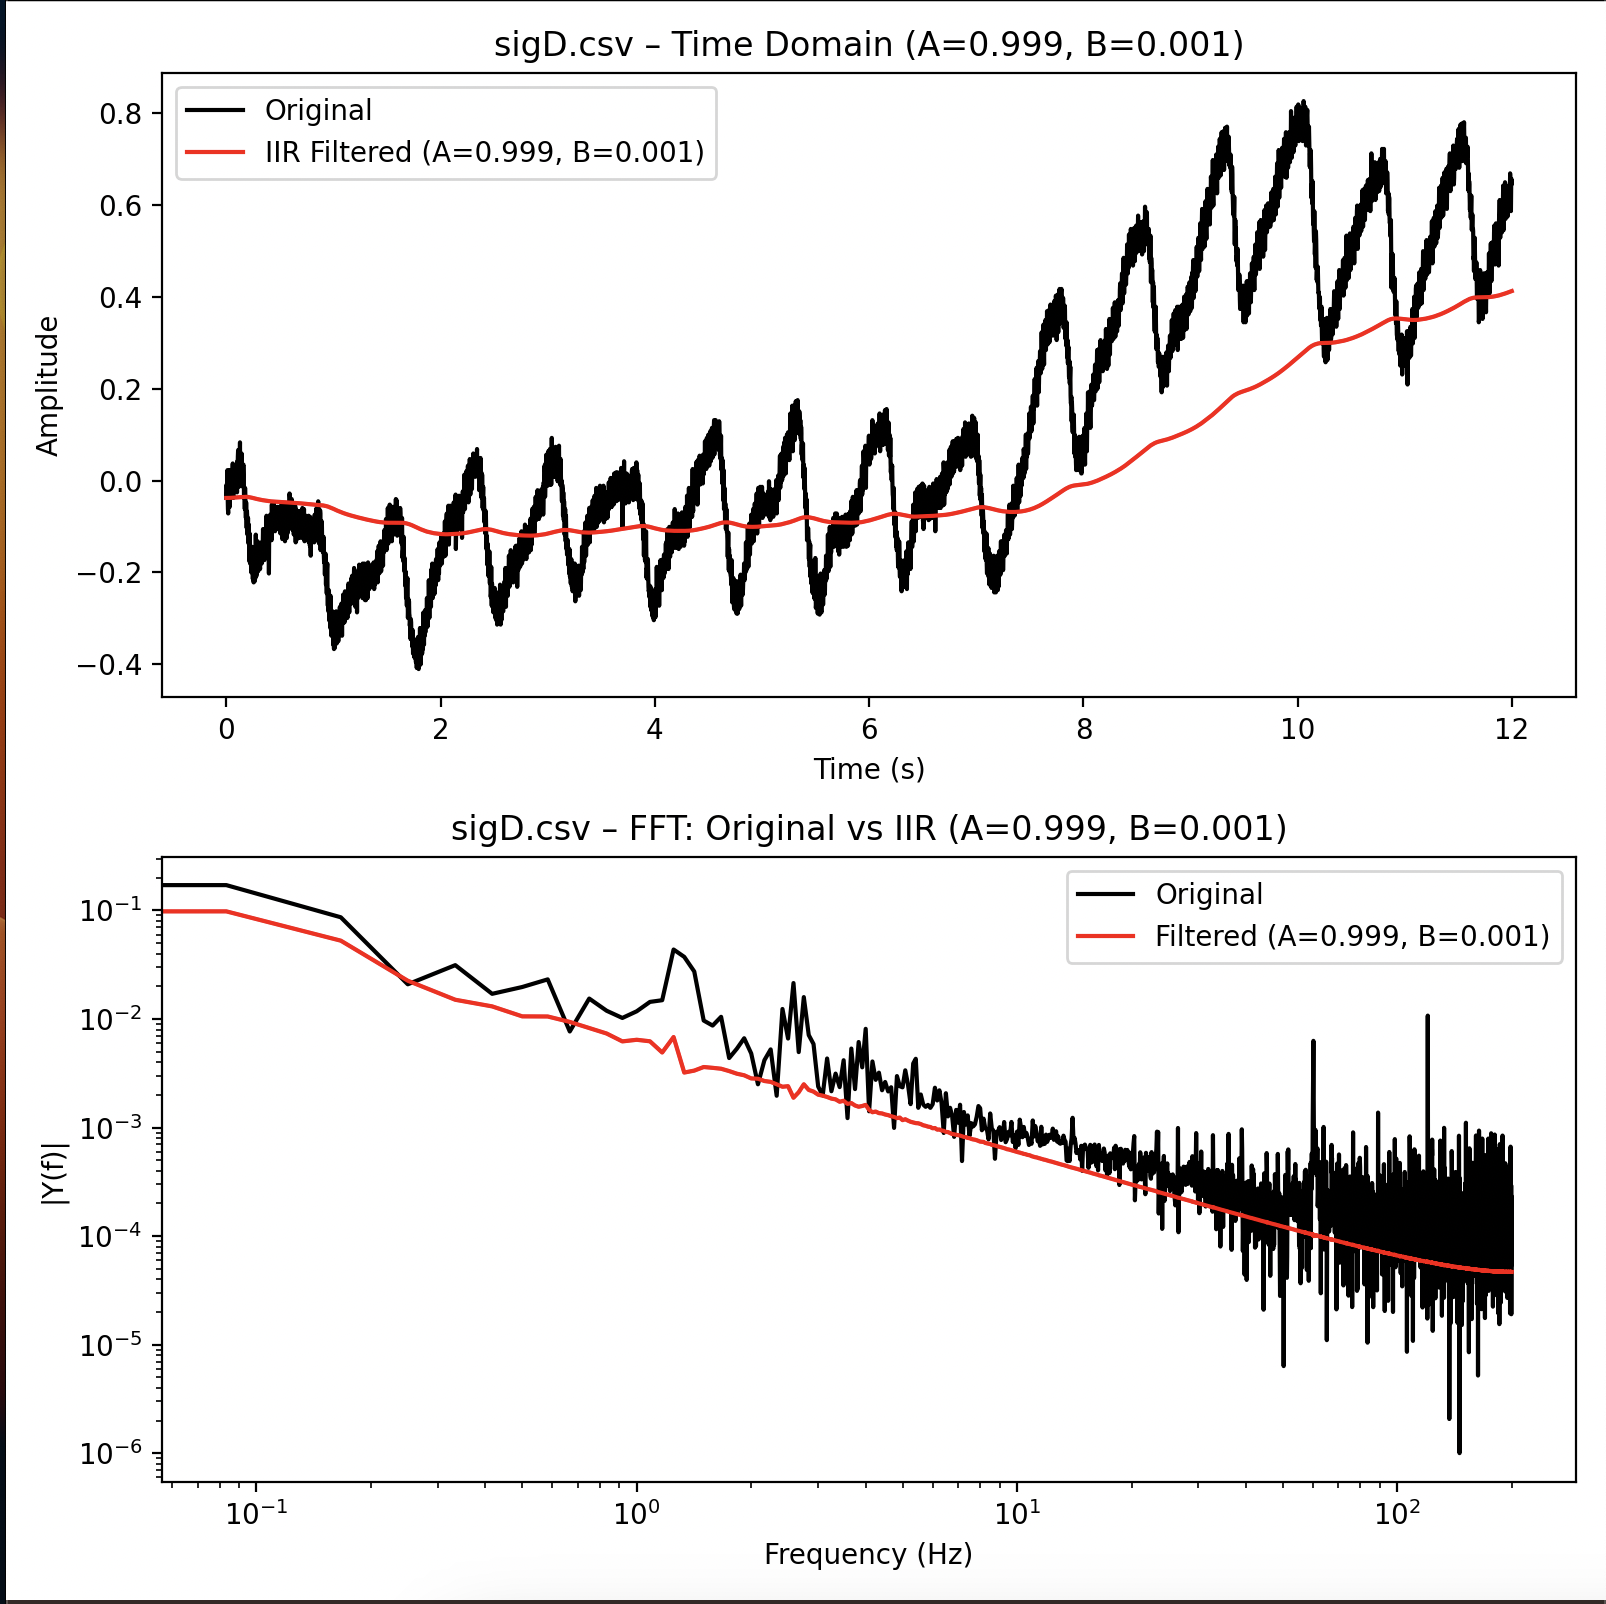 sigD.csv – Time Domain (A=0.999, B=0.001)
Original
IIR Filtered (A=0.999, B=0.001)
Amplitude
0.8
0.6
0.4
0.2
0.0
−0.2
−0.4
0 2 4 6 8 10 12
Time (s)
sigD.csv – FFT: Original vs IIR (A=0.999, B=0.001)
Original
Filtered (A=0.999, B=0.001)
|Y(f)|
10⁻¹
10⁻²
10⁻³
10⁻⁴
10⁻⁵
10⁻⁶
10⁻¹ 10⁰ 10¹ 10²
Frequency (Hz)